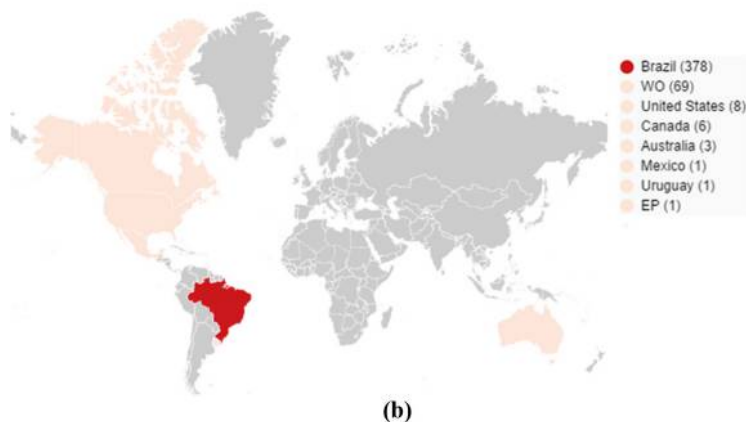 Brazil (378)
WO (69)
United States (8)
Canada (6)
Australia (3)
Mexico (1)
Uruguay (1)
EP (1)
(b)